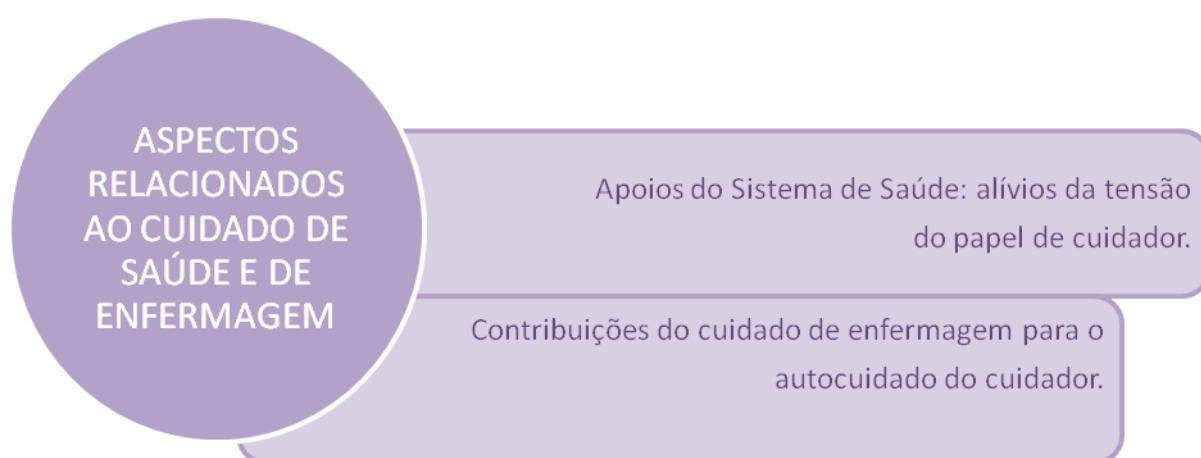 ASPECTOS
RELACIONADOS
AO CUIDADO DE
SAÚDE E DE
ENFERMAGEM
Apoios do Sistema de Saúde: alívios da tensão
do papel de cuidador.
Contribuições do cuidado de enfermagem para o
autocuidado do cuidador.